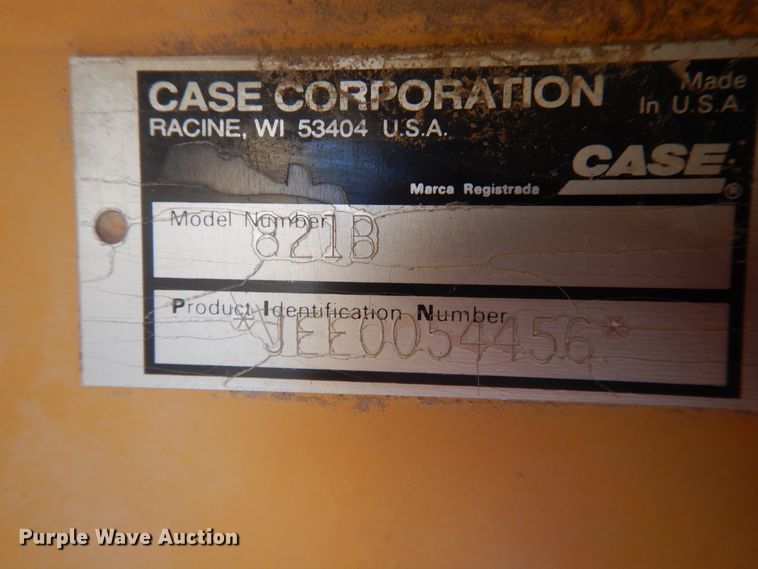 CASE CORPORATION
RACINE, WI 53404 U.S.A.
Made
In U.S.A.
CASE
®
Marca Registrada
Model Number
821B
Product Identification Number
*JEE0054456*
Purple Wave Auction